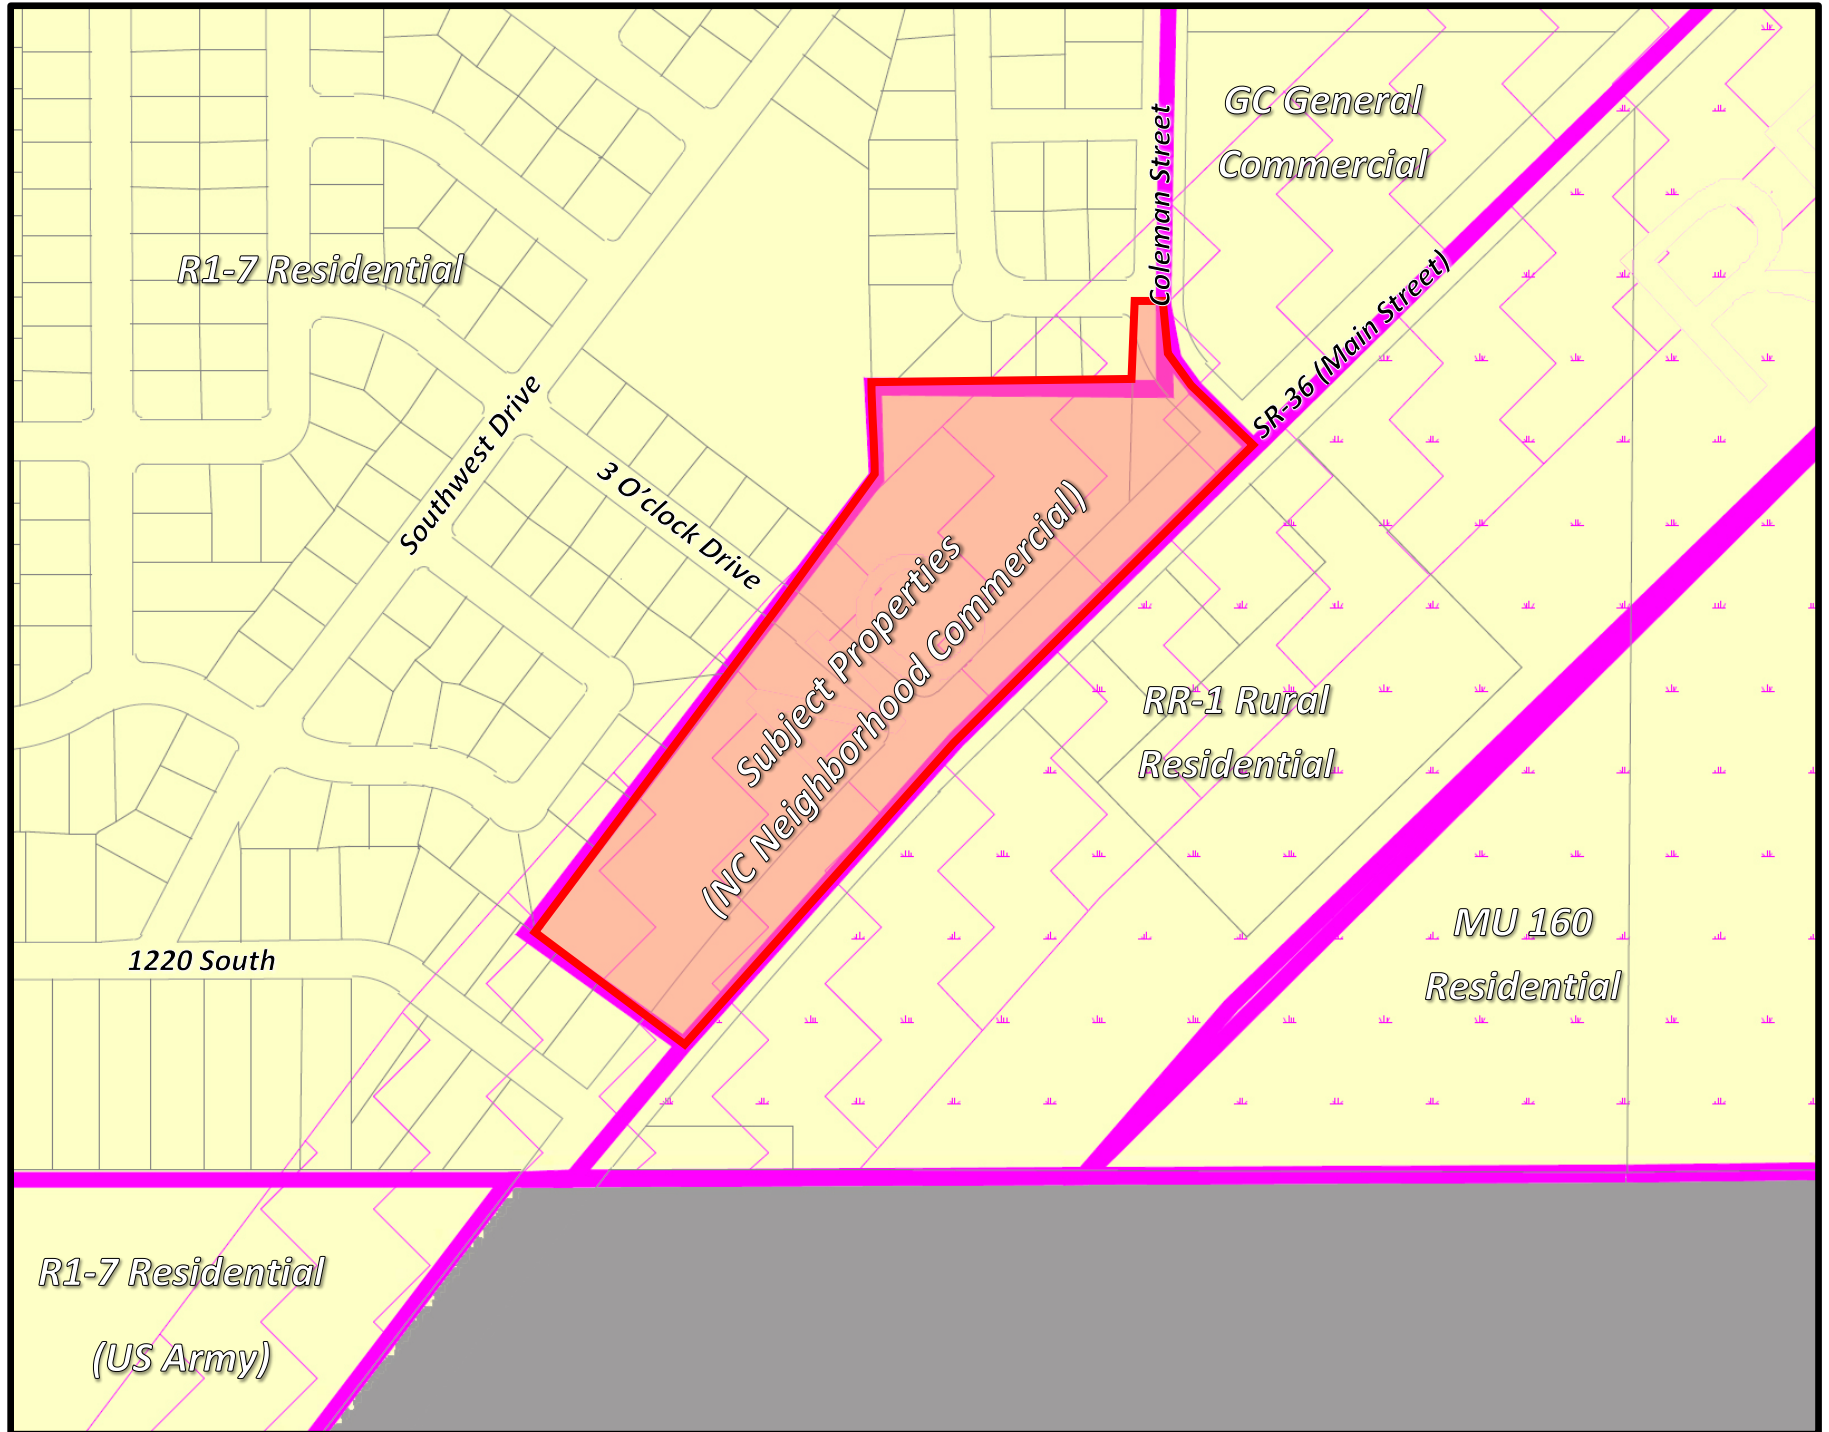 GC General
Commercial
Coleman Street
R1-7 Residential
SR-36 (Main Street)
Southwest Drive
3 O'clock Drive
Subject Properties
(NC Neighborhood Commercial)
RR-1 Rural
Residential
MU 160
Residential
1220 South
R1-7 Residential
(US Army)